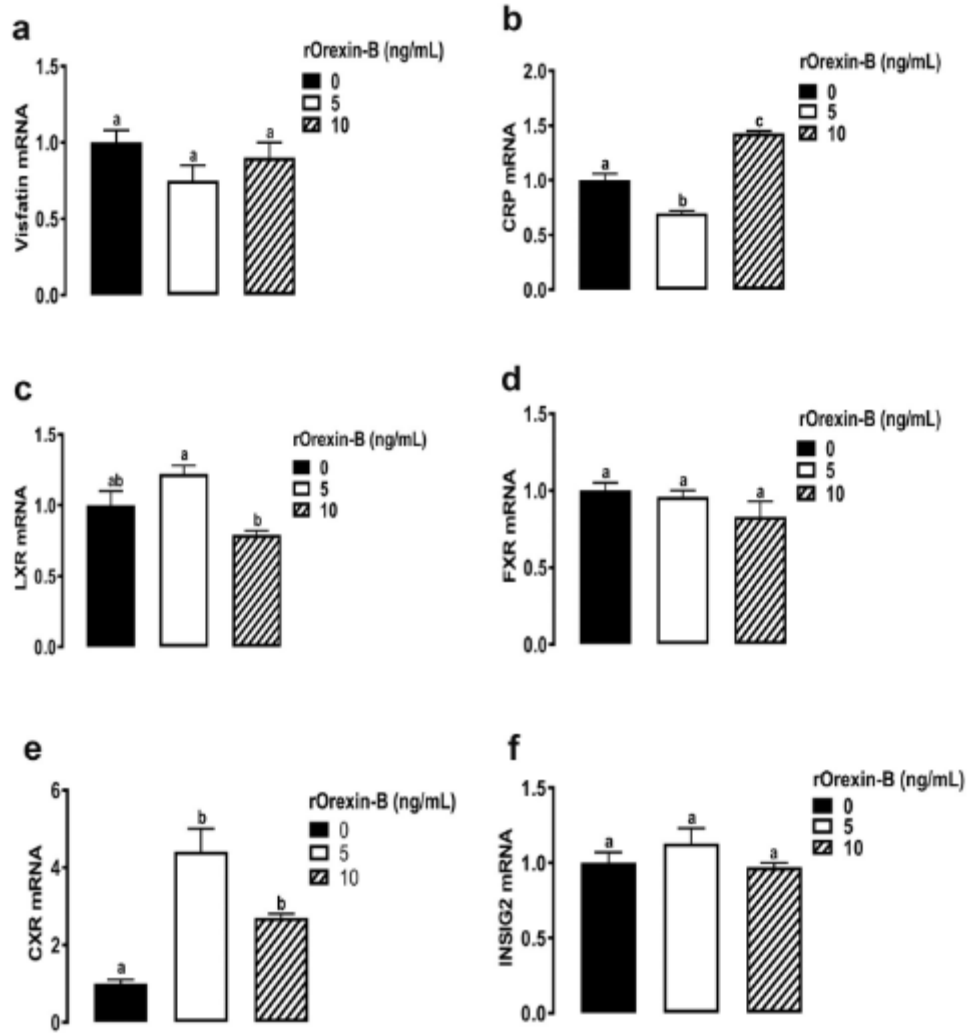 a
rOrexin-B (ng/mL)
0
5
10
1.5
1.0
0.5
0.0
Visfatin mRNA
a
a
a
b
rOrexin-B (ng/mL)
0
5
10
2.0
1.5
1.0
0.5
0.0
CRP mRNA
a
b
c
c
rOrexin-B (ng/mL)
0
5
10
1.5
1.0
0.5
0.0
LXR mRNA
ab
a
b
d
rOrexin-B (ng/mL)
0
5
10
1.5
1.0
0.5
0.0
FXR mRNA
a
a
a
e
rOrexin-B (ng/mL)
0
5
10
6
4
2
0
CXR mRNA
a
b
b
f
rOrexin-B (ng/mL)
0
5
10
1.5
1.0
0.5
0.0
INSIG2 mRNA
a
a
a